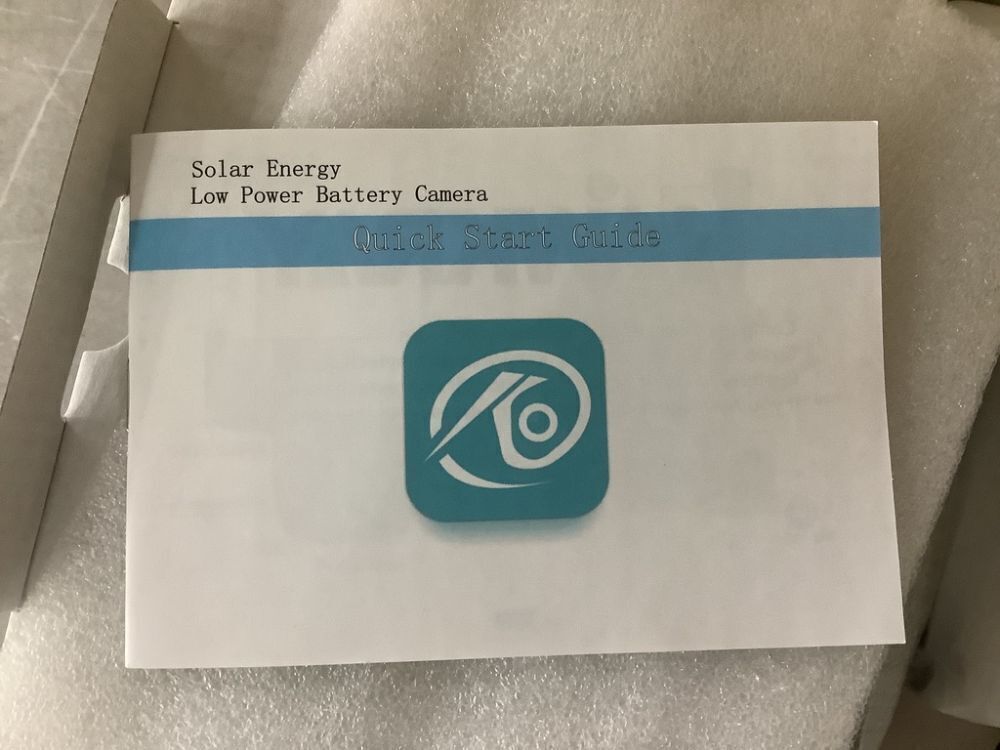 Solar Energy
Low Power Battery Camera
Quick Start Guide